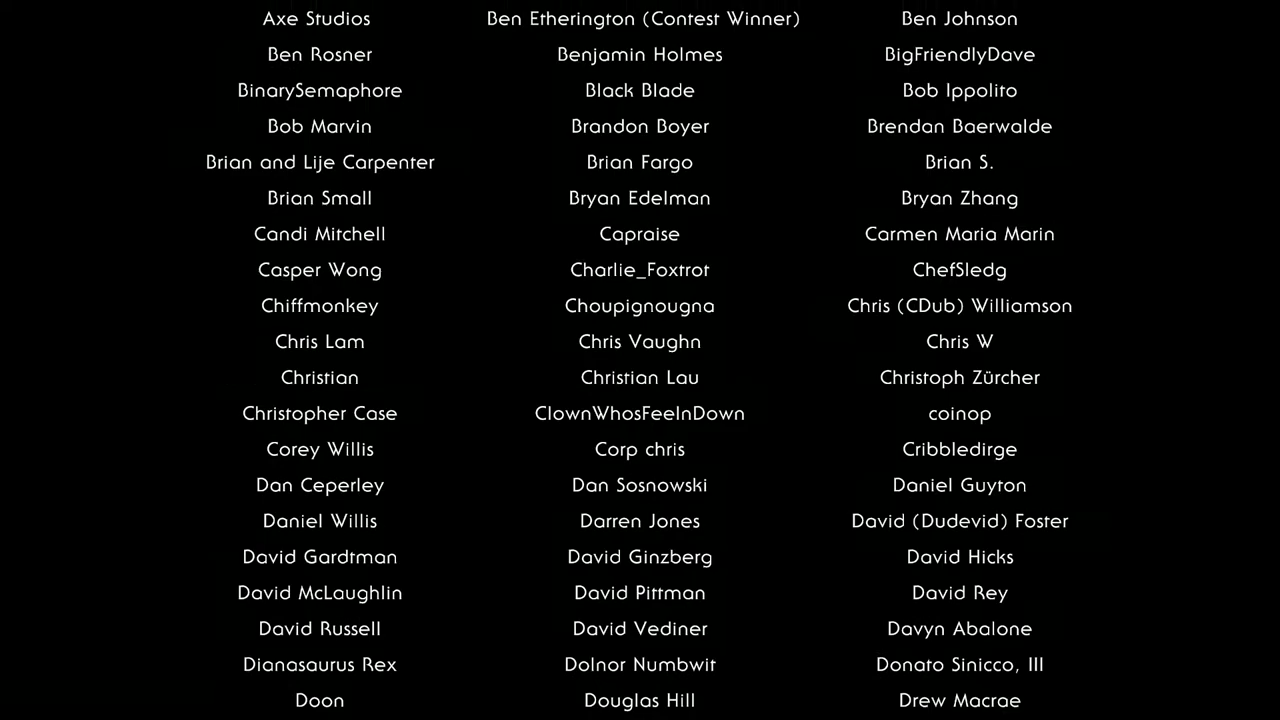 Axe Studios Ben Etherington (Contest Winner) Ben Johnson
Ben Rosner Benjamin Holmes BigFriendlyDave
BinarySemaphore Black Blade Bob Ippolito
Bob Marvin Brandon Boyer Brendan Baerwalde
Brian and Lije Carpenter Brian Fargo Brian S.
Brian Small Bryan Edelman Bryan Zhang
Candi Mitchell Capraise Carmen Maria Marin
Casper Wong Charlie_Foxtrot ChefSledg
Chiffmonkey Choupignougna Chris (CDub) Williamson
Chris Lam Chris Vaughn Chris W
Christian Christian Lau Christoph Zürcher
Christopher Case ClownWhosFeelnDown coinop
Corey Willis Corp chris Cribbledirge
Dan Ceperley Dan Sosnowski Daniel Guyton
Daniel Willis Darren Jones David (Dudevid) Foster
David Gardtman David Ginzberg David Hicks
David McLaughlin David Pittman David Rey
David Russell David Vediner Davyn Abalone
Dianasaurus Rex Dolnor Numbwit Donato Sinicco, III
Doon Douglas Hill Drew Macrae